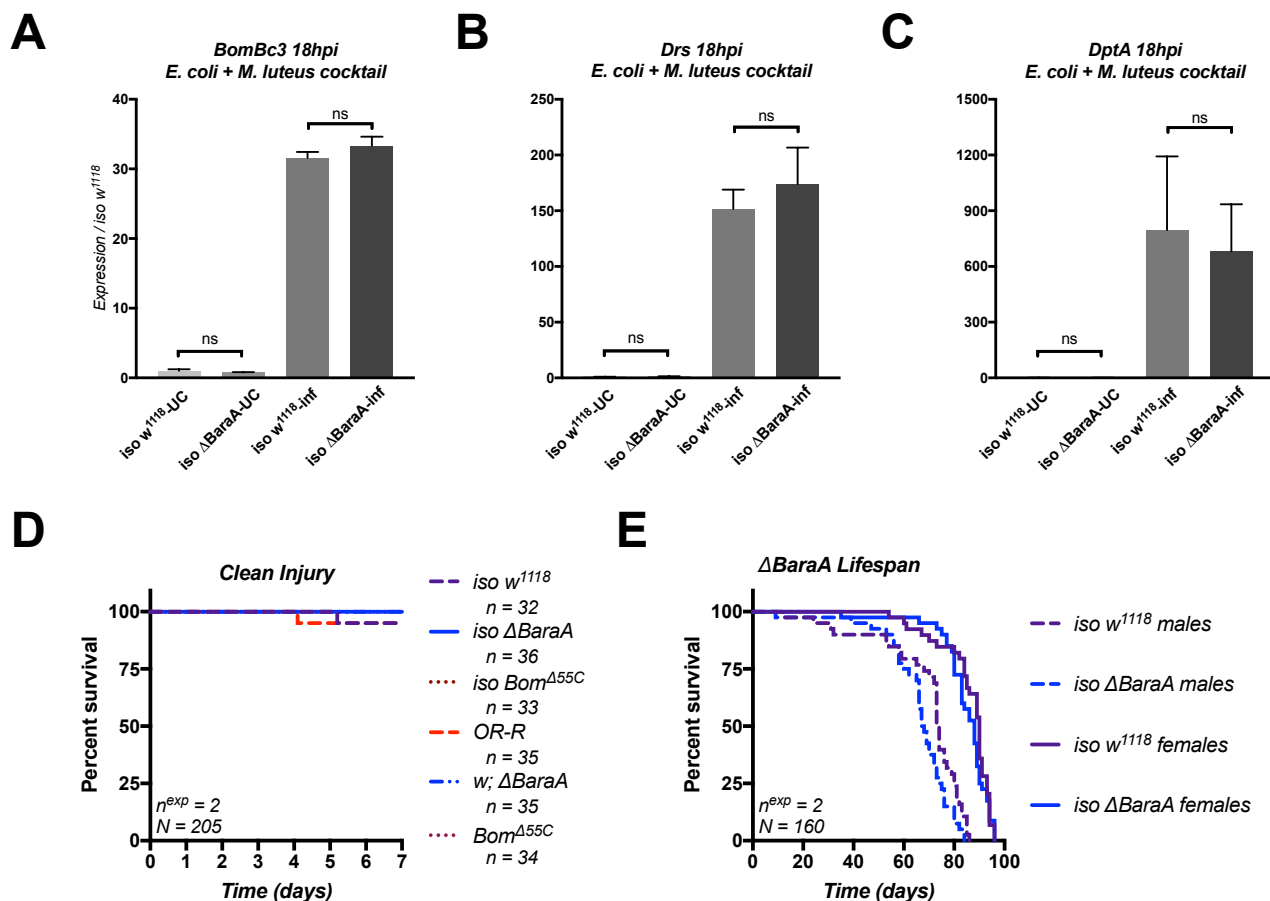 A
BomBc3 18hpi
E. coli + M. luteus cocktail
Expression / iso w1118
40
30
20
10
0
ns
ns
iso w1118-UC
iso ΔBaraA-UC
iso w1118-inf
iso ΔBaraA-inf
B
Drs 18hpi
E. coli + M. luteus cocktail
250
200
150
100
50
0
ns
ns
iso w1118-UC
iso ΔBaraA-UC
iso w1118-inf
iso ΔBaraA-inf
C
DptA 18hpi
E. coli + M. luteus cocktail
1500
1200
900
600
300
0
ns
ns
iso w1118-UC
iso ΔBaraA-UC
iso w1118-inf
iso ΔBaraA-inf
D
Clean Injury
Percent survival
100
75
50
25
0
nexp = 2
N = 205
0 1 2 3 4 5 6 7
Time (days)
iso w1118
n = 32
iso ΔBaraA
n = 36
iso BomΔ55C
n = 33
OR-R
n = 35
w; ΔBaraA
n = 35
BomΔ55C
n = 34
E
ΔBaraA Lifespan
Percent survival
100
75
50
25
0
nexp = 2
N = 160
0 20 40 60 80 100
Time (days)
iso w1118 males
iso ΔBaraA males
iso w1118 females
iso ΔBaraA females